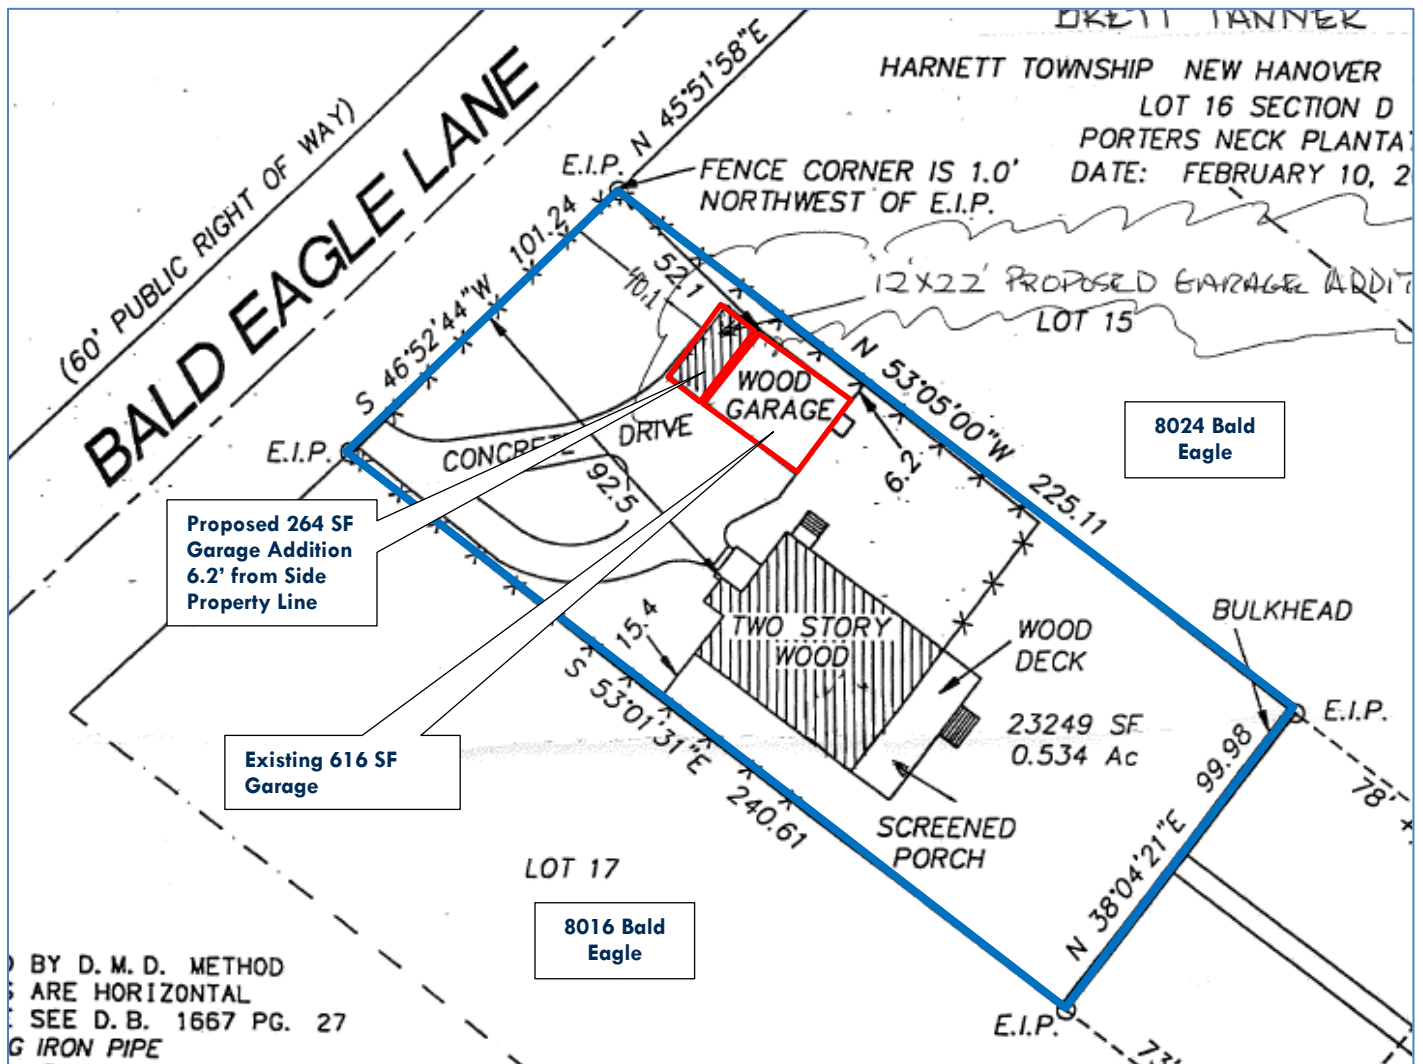 BRETT TANNER
HARNETT TOWNSHIP NEW HANOVER
LOT 16 SECTION D
PORTERS NECK PLANTA
DATE: FEBRUARY 10, 2
(60' PUBLIC RIGHT OF WAY)
BALD EAGLE LANE
N 45°51'58"E
E.I.P.
FENCE CORNER IS 1.0'
NORTHWEST OF E.I.P.
S 46°52'44"W 101.24
52.1
40.1
12'X22' PROPOSED GARAGE ADDIT
LOT 15
N 53°05'00"W 225.11
WOOD
GARAGE
8024 Bald
Eagle
E.I.P.
CONCRET
DRIVE
92.5
6.2
Proposed 264 SF
Garage Addition
6.2' from Side
Property Line
15.4
TWO STORY
WOOD
WOOD
DECK
BULKHEAD
S 53°01'31"E 240.61
23249 SF
0.534 Ac
E.I.P.
Existing 616 SF
Garage
N 38°04'21"E 99.98
78'
SCREENED
PORCH
LOT 17
8016 Bald
Eagle
BY D.M.D. METHOD
ARE HORIZONTAL
SEE D.B. 1667 PG. 27
G IRON PIPE
E.I.P.
73'